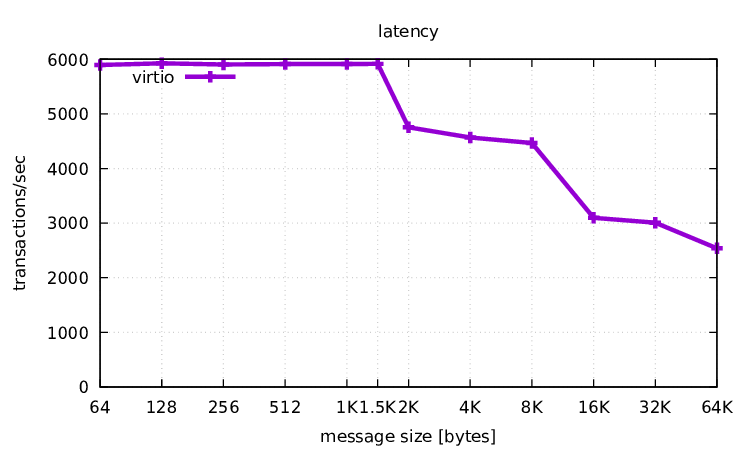 latency
6000
virtio
5000
4000
3000
2000
1000
0
transactions/sec
64 128 256 512 1K 1.5K 2K 4K 8K 16K 32K 64K
message size [bytes]